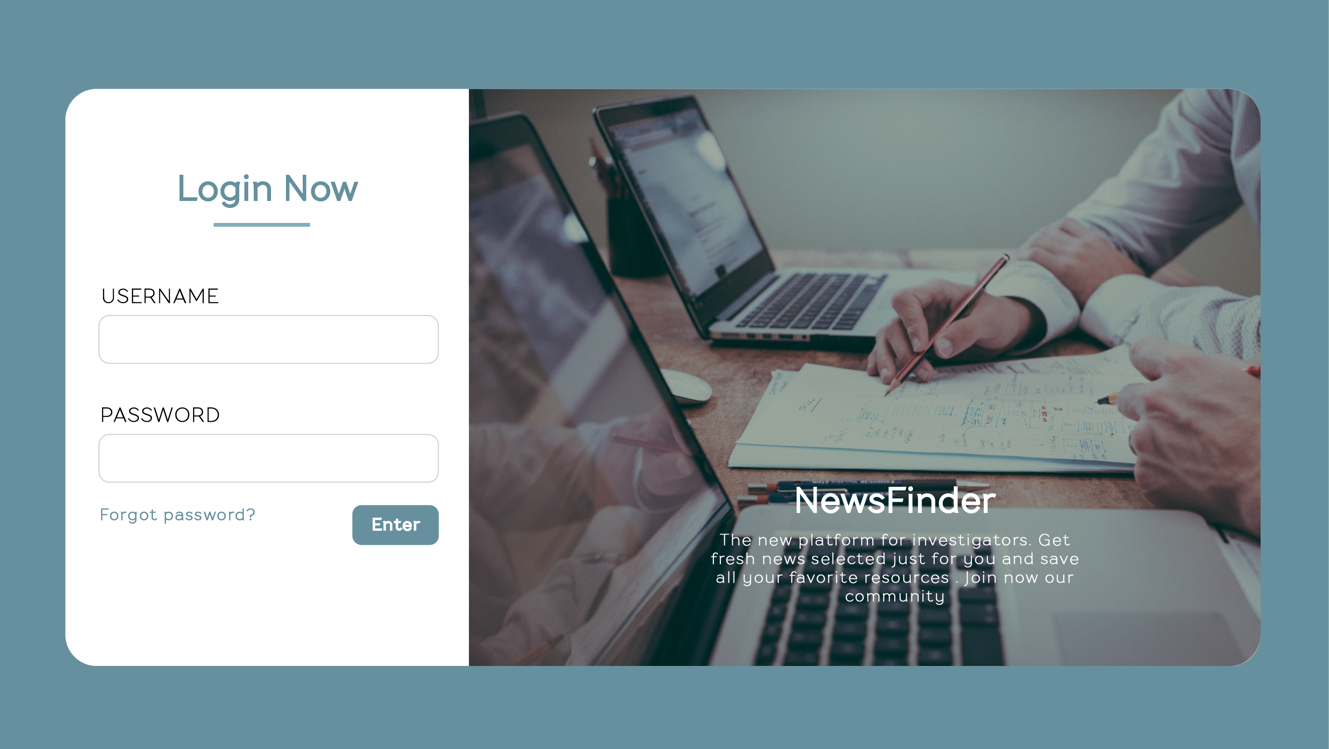 Login Now
USERNAME
PASSWORD
Forgot password?
Enter
NewsFinder
The new platform for investigators. Get
fresh news selected just for you and save
all your favorite resources . Join now our
community